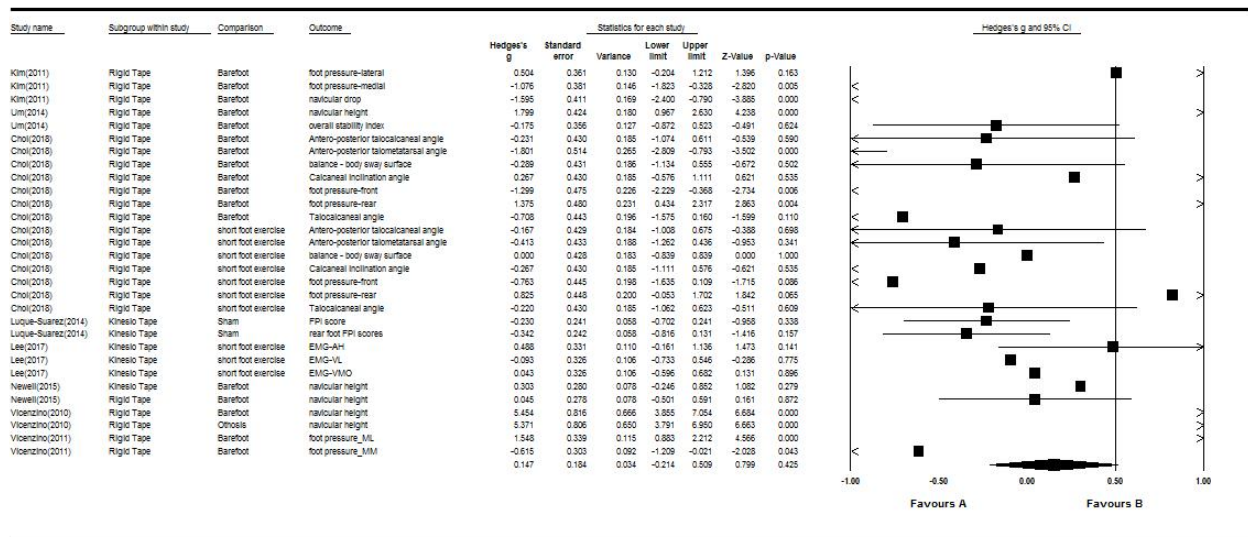 Study name Subgroup within study Comparison Outcome Statistics for each study Hedges's g and 95% CI
Hedges's g Standard error Variance Lower limit Upper limit Z-Value p-Value
Kim(2011) Rigid Tape Barefoot foot pressure-lateral 0.504 0.361 0.130 -0.204 1.212 1.396 0.163
Kim(2011) Rigid Tape Barefoot foot pressure-medial -1.076 0.381 0.146 -1.823 -0.328 -2.820 0.005
Kim(2011) Rigid Tape Barefoot navicular drop -1.595 0.411 0.169 -2.400 -0.790 -3.885 0.000
Um(2014) Rigid Tape Barefoot navicular height 1.799 0.424 0.180 0.967 2.630 4.238 0.000
Um(2014) Rigid Tape Barefoot overall stability index -0.175 0.356 0.127 -0.872 0.523 -0.491 0.624
Choi(2018) Rigid Tape Barefoot Antero-posterior talocalcaneal angle -0.231 0.430 0.185 -1.074 0.611 -0.539 0.590
Choi(2018) Rigid Tape Barefoot Antero-posterior talometatarsal angle -1.801 0.514 0.265 -2.809 -0.793 -3.502 0.000
Choi(2018) Rigid Tape Barefoot balance - body sway surface -0.289 0.431 0.186 -1.134 0.555 -0.672 0.502
Choi(2018) Rigid Tape Barefoot Calcaneal inclination angle 0.267 0.430 0.185 -0.576 1.111 0.621 0.535
Choi(2018) Rigid Tape Barefoot foot pressure-front -1.299 0.475 0.226 -2.229 -0.368 -2.734 0.006
Choi(2018) Rigid Tape Barefoot foot pressure-rear 1.375 0.480 0.231 0.434 2.317 2.863 0.004
Choi(2018) Rigid Tape Barefoot Talocalcaneal angle -0.708 0.443 0.196 -1.575 0.160 -1.599 0.110
Choi(2018) Rigid Tape short foot exercise Antero-posterior talocalcaneal angle -0.167 0.429 0.184 -1.008 0.675 -0.388 0.698
Choi(2018) Rigid Tape short foot exercise Antero-posterior talometatarsal angle -0.413 0.433 0.188 -1.262 0.436 -0.953 0.341
Choi(2018) Rigid Tape short foot exercise balance - body sway surface 0.000 0.428 0.183 -0.839 0.839 0.000 1.000
Choi(2018) Rigid Tape short foot exercise Calcaneal inclination angle -0.267 0.430 0.185 -1.111 0.576 -0.621 0.535
Choi(2018) Rigid Tape short foot exercise foot pressure-front -0.763 0.445 0.198 -1.635 0.109 -1.715 0.086
Choi(2018) Rigid Tape short foot exercise foot pressure-rear 0.825 0.448 0.200 -0.053 1.702 1.842 0.065
Choi(2018) Rigid Tape short foot exercise Talocalcaneal angle -0.220 0.430 0.185 -1.062 0.623 -0.511 0.609
Luque-Suarez(2014) Kinesio Tape Sham FPI score -0.230 0.241 0.058 -0.702 0.241 -0.958 0.338
Luque-Suarez(2014) Kinesio Tape Sham rear foot FPI scores -0.342 0.242 0.058 -0.816 0.131 -1.416 0.157
Lee(2017) Kinesio Tape short foot exercise EMG-AH 0.488 0.331 0.110 -0.161 1.136 1.473 0.141
Lee(2017) Kinesio Tape short foot exercise EMG-VL -0.093 0.326 0.106 -0.733 0.546 -0.286 0.775
Lee(2017) Kinesio Tape short foot exercise EMG-VMO 0.043 0.326 0.106 -0.596 0.682 0.131 0.896
Newell(2015) Kinesio Tape Barefoot navicular height 0.303 0.280 0.078 -0.246 0.852 1.082 0.279
Newell(2015) Rigid Tape Barefoot navicular height 0.045 0.278 0.078 -0.501 0.591 0.161 0.872
Vicenzino(2010) Rigid Tape Barefoot navicular height 5.454 0.816 0.666 3.855 7.054 6.684 0.000
Vicenzino(2010) Rigid Tape Othosis navicular height 5.371 0.806 0.650 3.791 6.950 6.663 0.000
Vicenzino(2011) Rigid Tape Barefoot foot pressure_ML 1.548 0.339 0.115 0.883 2.212 4.566 0.000
Vicenzino(2011) Rigid Tape Barefoot foot pressure_MM -0.615 0.303 0.092 -1.209 -0.021 -2.028 0.043
0.147 0.184 0.034 -0.214 0.509 0.799 0.425
-1.00 -0.50 0.00 0.50 1.00
Favours A Favours B